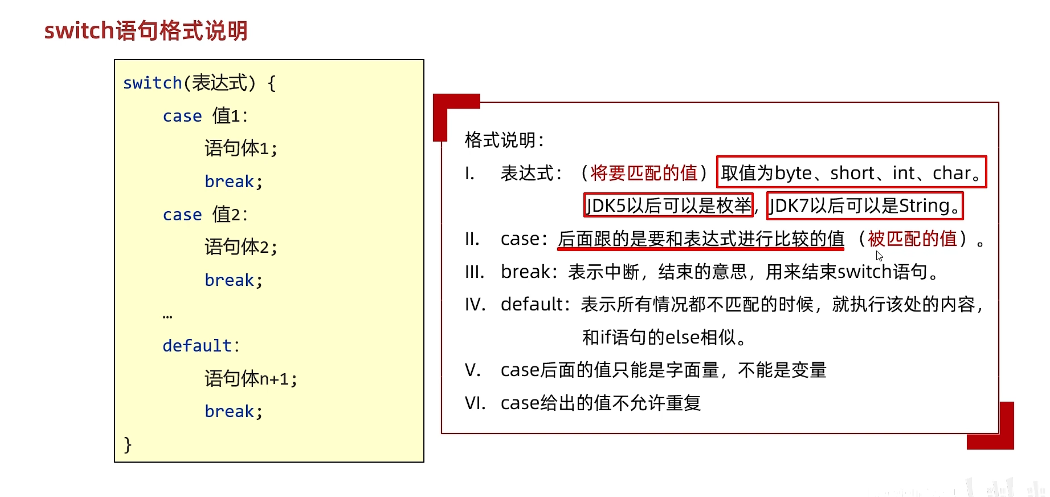 switch语句格式说明
switch(表达式) {
case 值1:
语句体1;
break;
case 值2:
语句体2;
break;
…
default:
语句体n+1;
break;
}
格式说明：
I. 表达式：（将要匹配的值）取值为byte、short、int、char。
JDK5以后可以是枚举，JDK7以后可以是String。
II. case：后面跟的是要和表达式进行比较的值（被匹配的值）。
III. break：表示中断，结束的意思，用来结束switch语句。
IV. default：表示所有情况都不匹配的时候，就执行该处的内容，
和if语句的else相似。
V. case后面的值只能是字面量，不能是变量
VI. case给出的值不允许重复